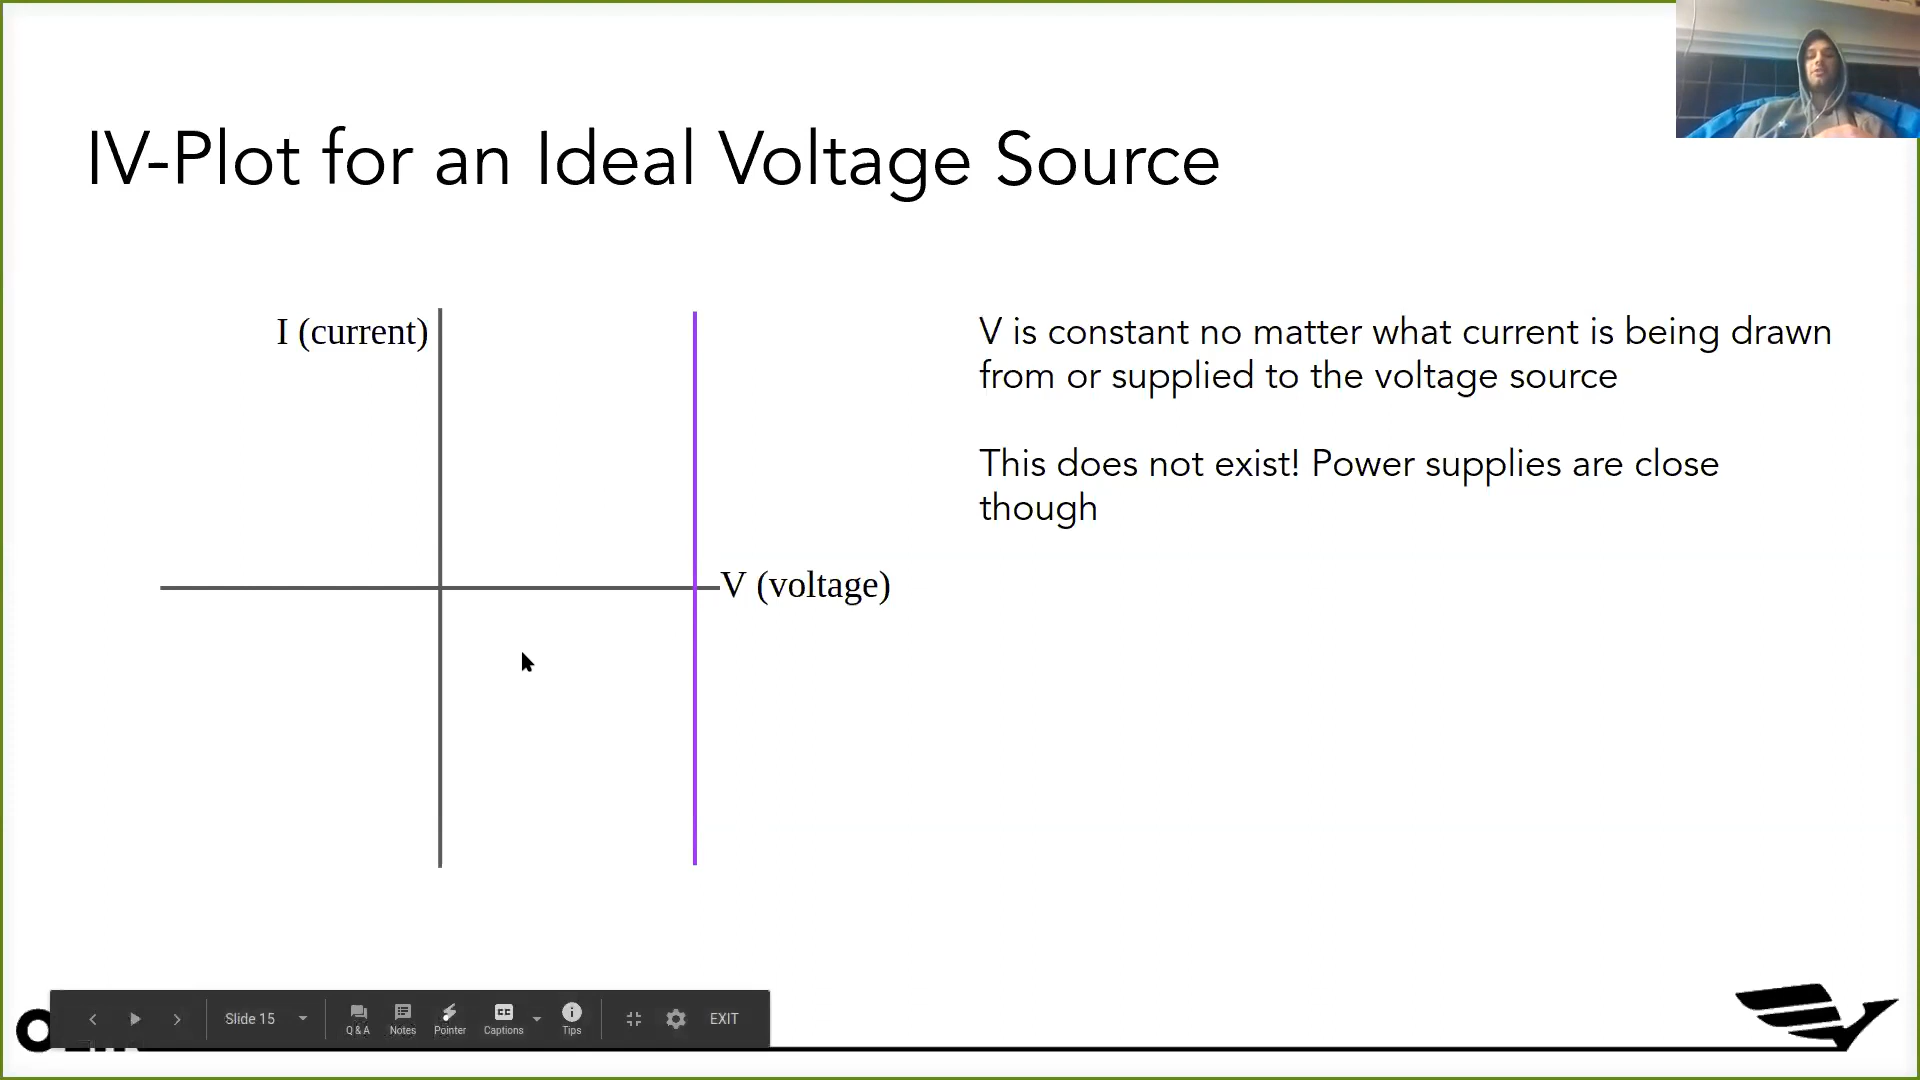 IV-Plot for an Ideal Voltage Source
I (current)
V (voltage)
V is constant no matter what current is being drawn
from or supplied to the voltage source
This does not exist! Power supplies are close
though
Slide 15
Q & A
Notes
Pointer
CC
Captions
Tips
EXIT